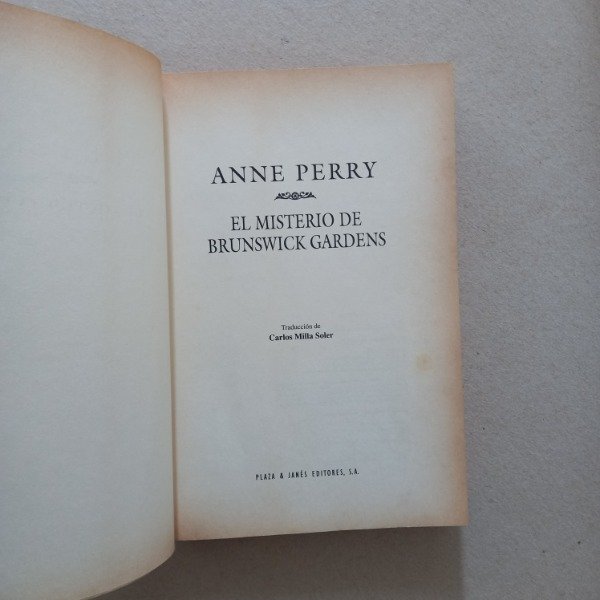 ANNE PERRY
EL MISTERIO DE
BRUNSWICK GARDENS
Traducción de
Carlos Milla Soler
PLAZA & JANÉS EDITORES, S.A.